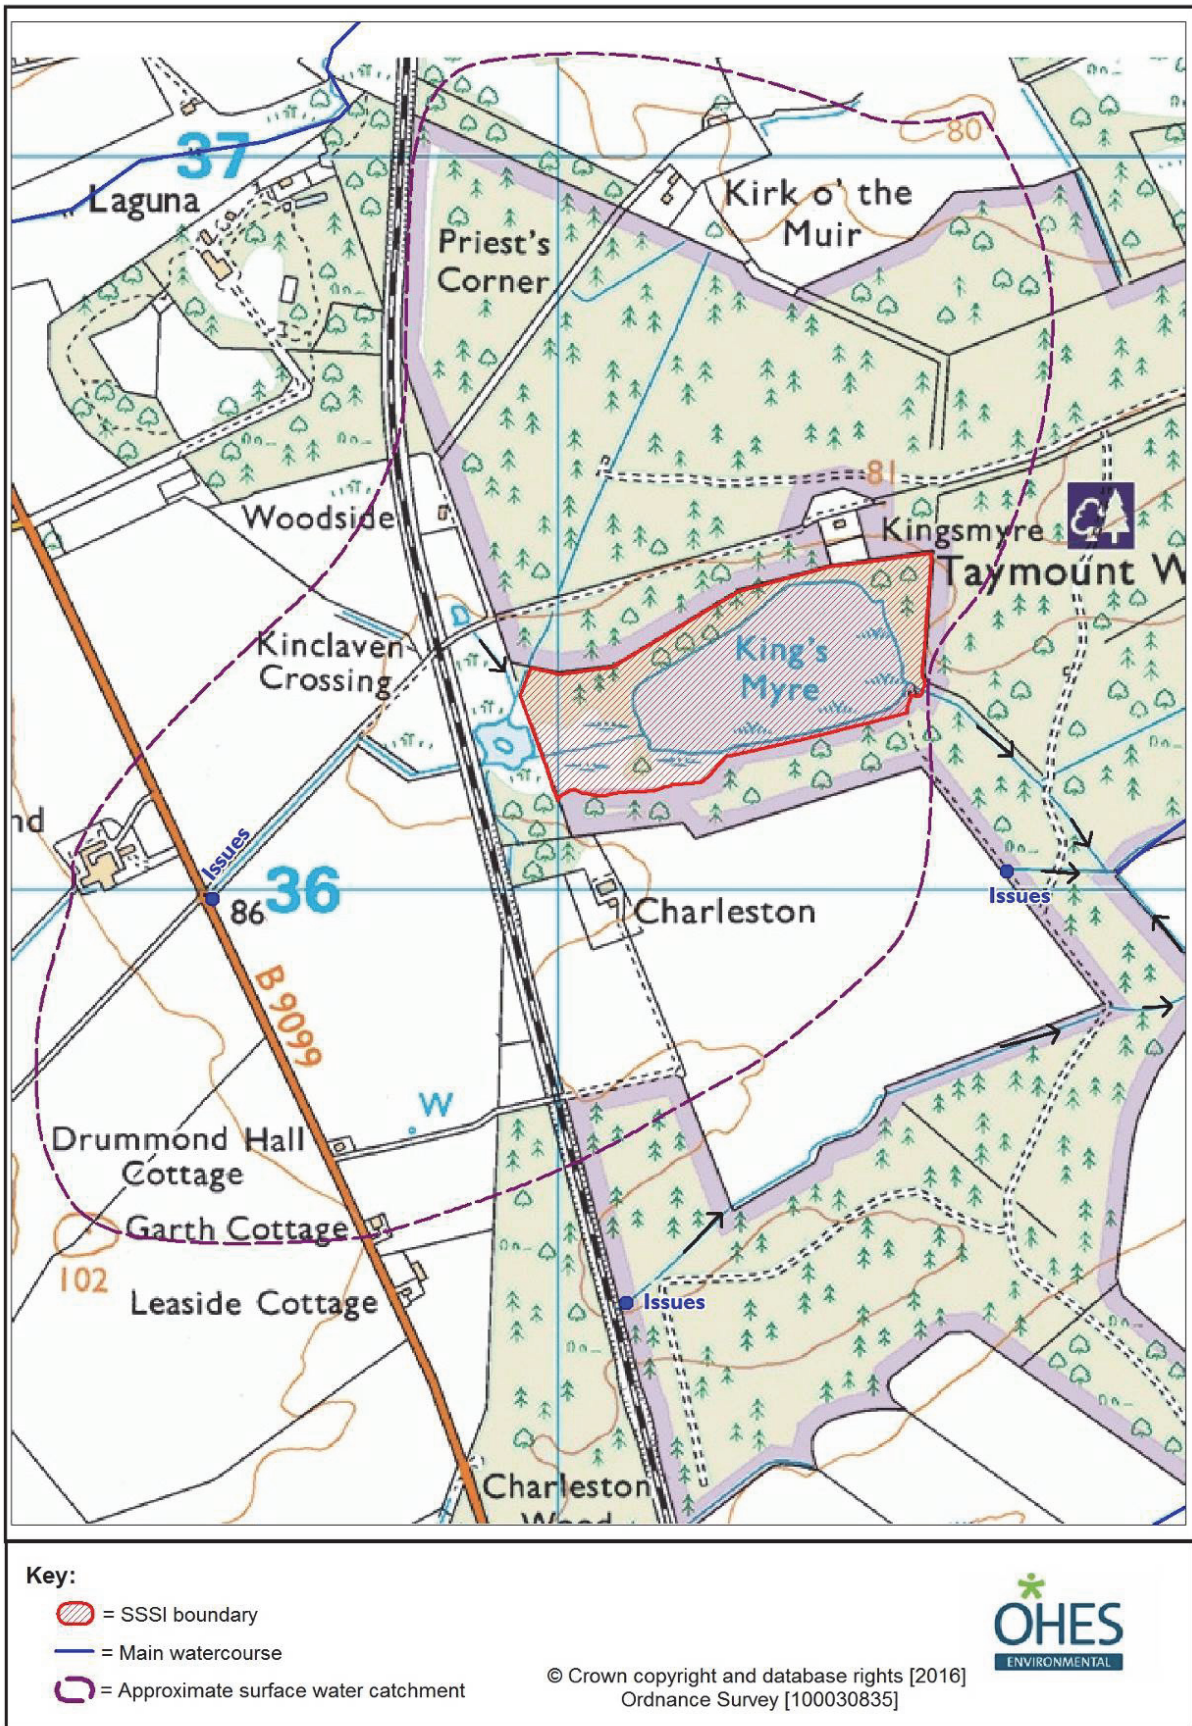 80
37
Laguna
Kirk o' the
Muir
Priest's
Corner
81
Woodside
Kingsmyre
Taymount W
D
Kinclaven
Crossing
King's
Myre
nd
Issues
86
36
Issues
Charleston
B 9099
W
Drummond Hall
Cottage
Garth Cottage
102
Leaside Cottage
Issues
Charleston
Wood
Key:
= SSSI boundary
= Main watercourse
= Approximate surface water catchment
© Crown copyright and database rights [2016]
Ordnance Survey [100030835]
OHES
ENVIRONMENTAL